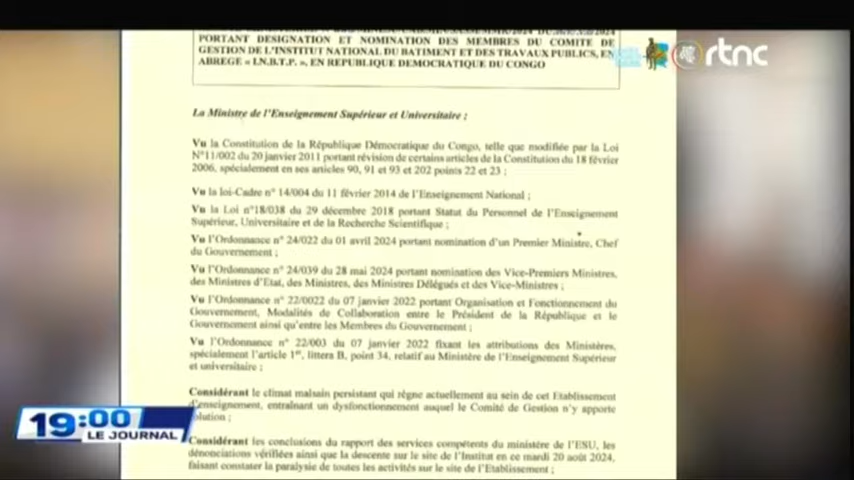 PORTANT DESIGNATION ET NOMINATION DES MEMBRES DU COMITE DE
GESTION DE L'INSTITUT NATIONAL DU BATIMENT ET DES TRAVAUX PUBLICS, EN
ABREGE « I.N.B.T.P. », EN REPUBLIQUE DEMOCRATIQUE DU CONGO
rtnc
La Ministre de l'Enseignement Supérieur et Universitaire ;
Vu la Constitution de la République Démocratique du Congo, telle que modifiée par la Loi
N°11/002 du 20 janvier 2011 portant révision de certains articles de la Constitution du 18 février
2006, spécialement en ses articles 90, 91 et 93 et 202 points 22 et 23 ;
Vu la loi-Cadre n° 14/004 du 11 février 2014 de l'Enseignement National ;
Vu la Loi n°18/038 du 29 décembre 2018 portant Statut du Personnel de l'Enseignement
Supérieur, Universitaire et de la Recherche Scientifique ;
Vu l'Ordonnance n° 24/022 du 01 avril 2024 portant nomination d'un Premier Ministre, Chef
du Gouvernement ;
Vu l'Ordonnance n° 24/039 du 28 mai 2024 portant nomination des Vice-Premiers Ministres,
des Ministres d'Etat, des Ministres, des Ministres Délégués et des Vice-Ministres ;
Vu l'Ordonnance n° 22/0022 du 07 janvier 2022 portant Organisation et Fonctionnement du
Gouvernement, Modalités de Collaboration entre le Président de la République et le
Gouvernement ainsi qu'entre les Membres du Gouvernement ;
Vu l'Ordonnance n° 22/003 du 07 janvier 2022 fixant les attributions des Ministères,
spécialement l'article 1er, littera B, point 34, relatif au Ministère de l'Enseignement Supérieur
et universitaire ;
Considérant le climat malsain persistant qui règne actuellement au sein de cet Etablissement
d'enseignement, entraînant un dysfonctionnement auquel le Comité de Gestion n'y apporte
olution ;
Considérant les conclusions du rapport des services compétents du ministère de l'ESU, les
dénonciations vérifiées ainsi que la descente sur le site de l'Institut en ce mardi 20 août 2024,
faisant constater la paralysie de toutes les activités sur le site de l'Etablissement ;
19:00
LE JOURNAL